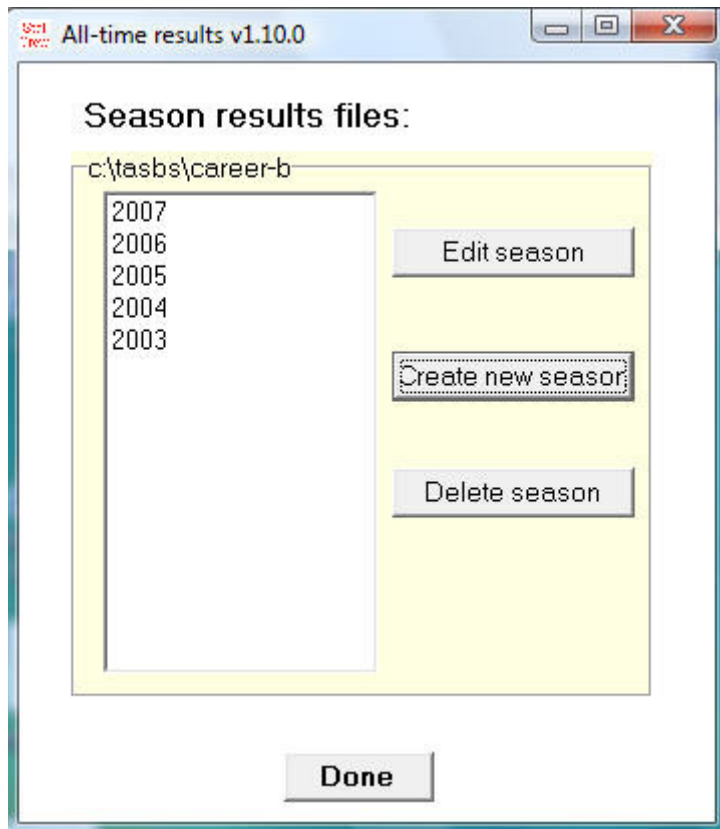 All-time results v1.10.0
Season results files:
c:\tasbs\career-b
2007
2006
2005
2004
2003
Edit season
Create new season
Delete season
Done